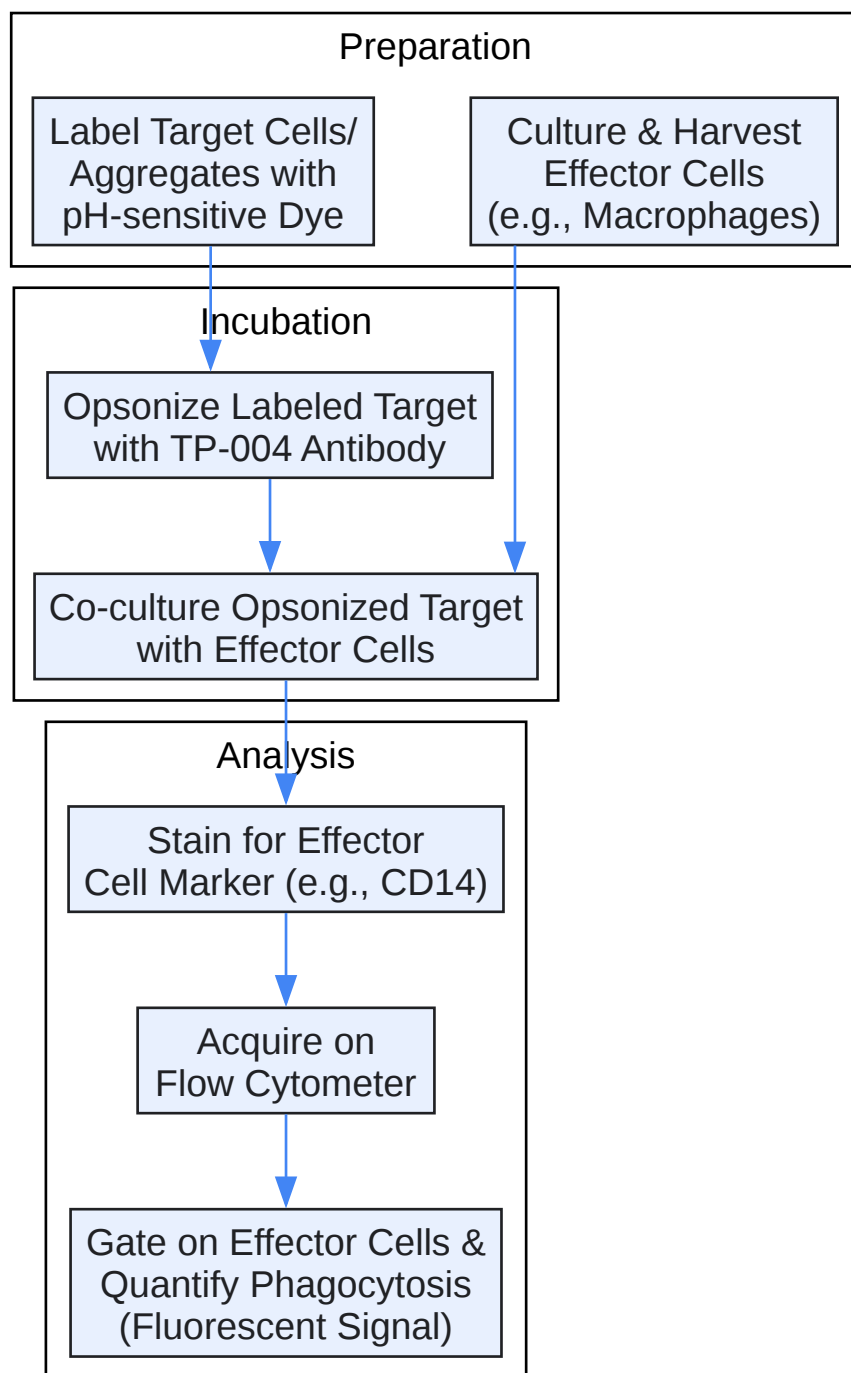 Preparation
Label Target Cells/
Aggregates with
pH-sensitive Dye
Culture & Harvest
Effector Cells
(e.g., Macrophages)
Incubation
Opsonize Labeled Target
with TP-004 Antibody
Co-culture Opsonized Target
with Effector Cells
Analysis
Stain for Effector
Cell Marker (e.g., CD14)
Acquire on
Flow Cytometer
Gate on Effector Cells &
Quantify Phagocytosis
(Fluorescent Signal)